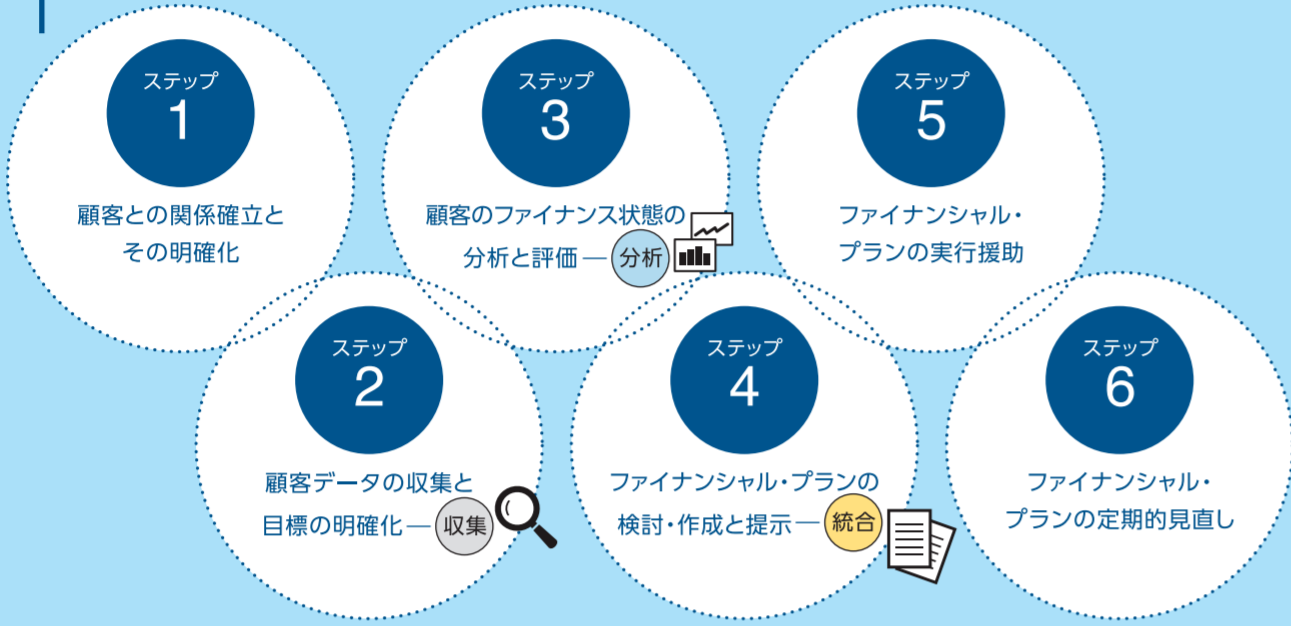 ステップ
1
顧客との関係確立と
その明確化
ステップ
2
顧客データの収集と
目標の明確化—収集
ステップ
3
顧客のファイナンス状態の
分析と評価—分析
ステップ
4
ファイナンシャル・プランの
検討・作成と提示—統合
ステップ
5
ファイナンシャル・
プランの実行援助
ステップ
6
ファイナンシャル・
プランの定期的見直し